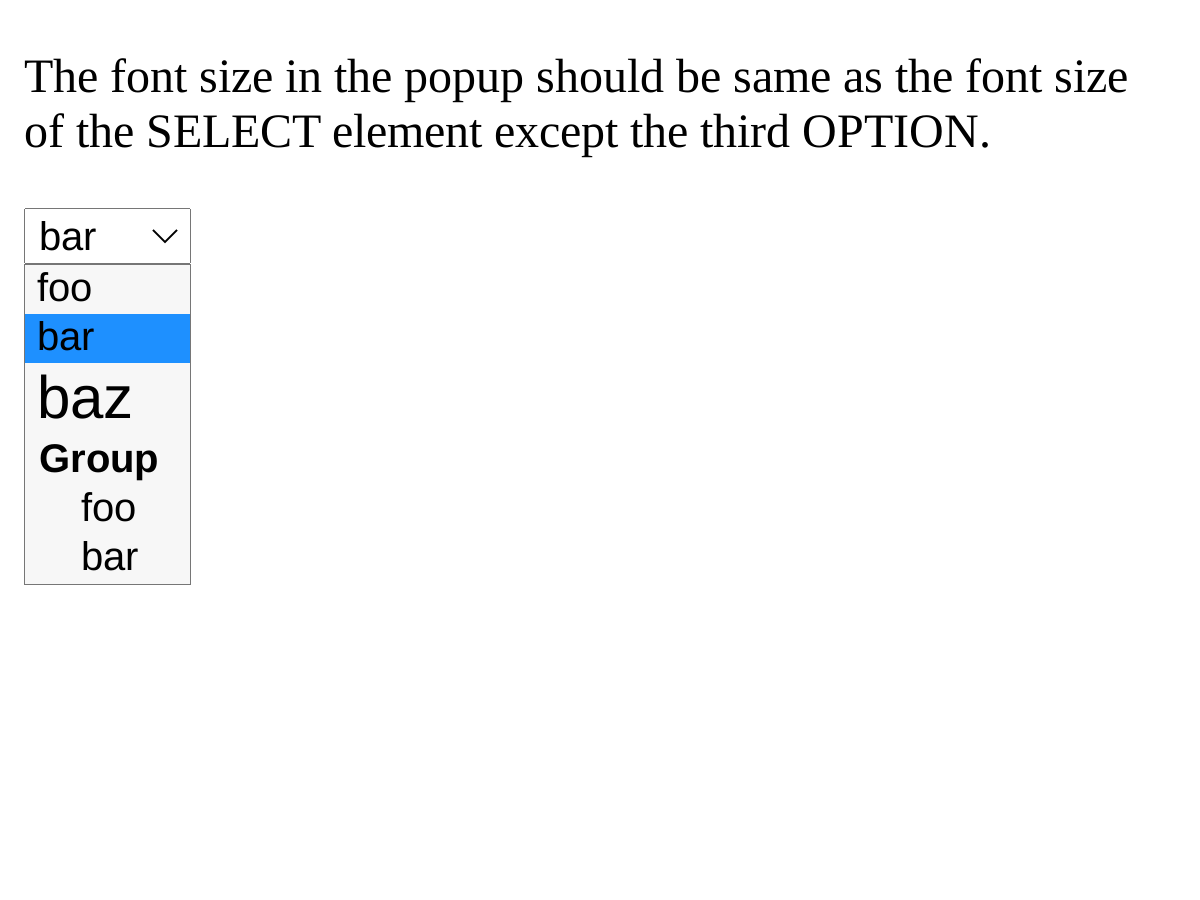 The font size in the popup should be same as the font size
of the SELECT element except the third OPTION.
bar
foo
bar
baz
Group
foo
bar